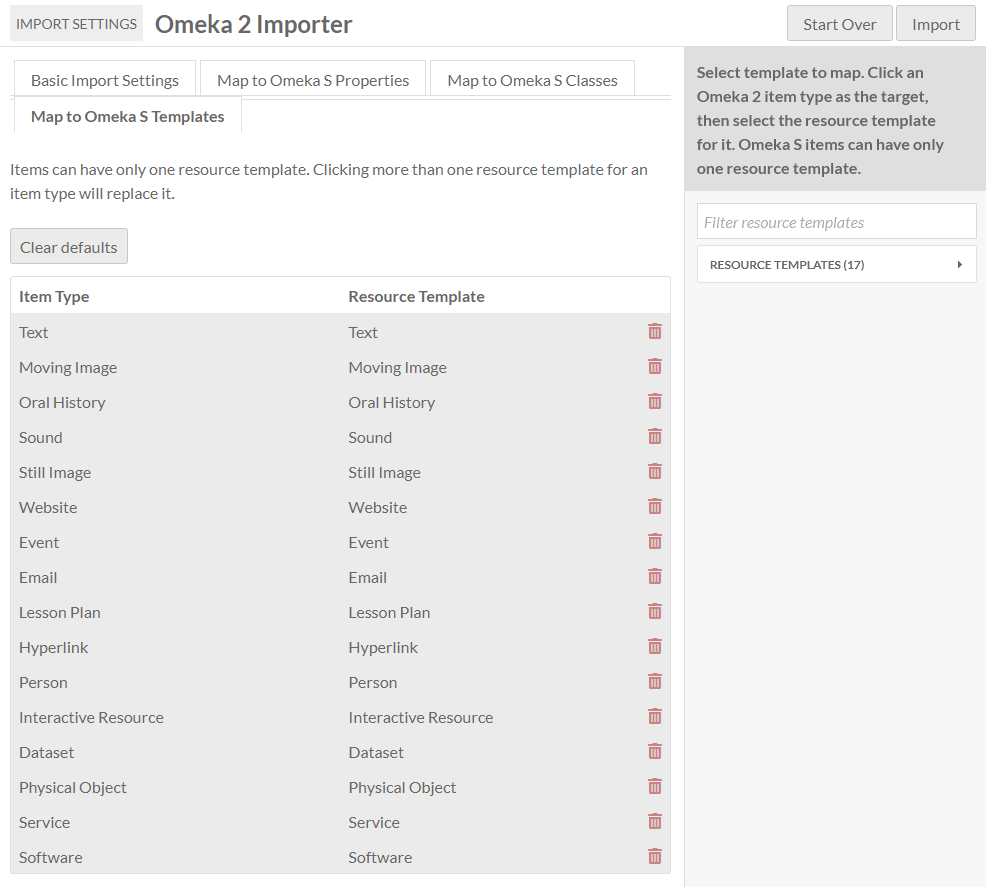 IMPORT SETTINGS Omeka 2 Importer Start Over Import
Basic Import Settings Map to Omeka S Properties Map to Omeka S Classes
Map to Omeka S Templates
Items can have only one resource template. Clicking more than one resource template for an
item type will replace it.
Clear defaults
Item Type Resource Template
Text Text
Moving Image Moving Image
Oral History Oral History
Sound Sound
Still Image Still Image
Website Website
Event Event
Email Email
Lesson Plan Lesson Plan
Hyperlink Hyperlink
Person Person
Interactive Resource Interactive Resource
Dataset Dataset
Physical Object Physical Object
Service Service
Software Software
Select template to map. Click an
Omeka 2 item type as the target,
then select the resource template
for it. Omeka S items can have only
one resource template.
Filter resource templates
RESOURCE TEMPLATES (17)